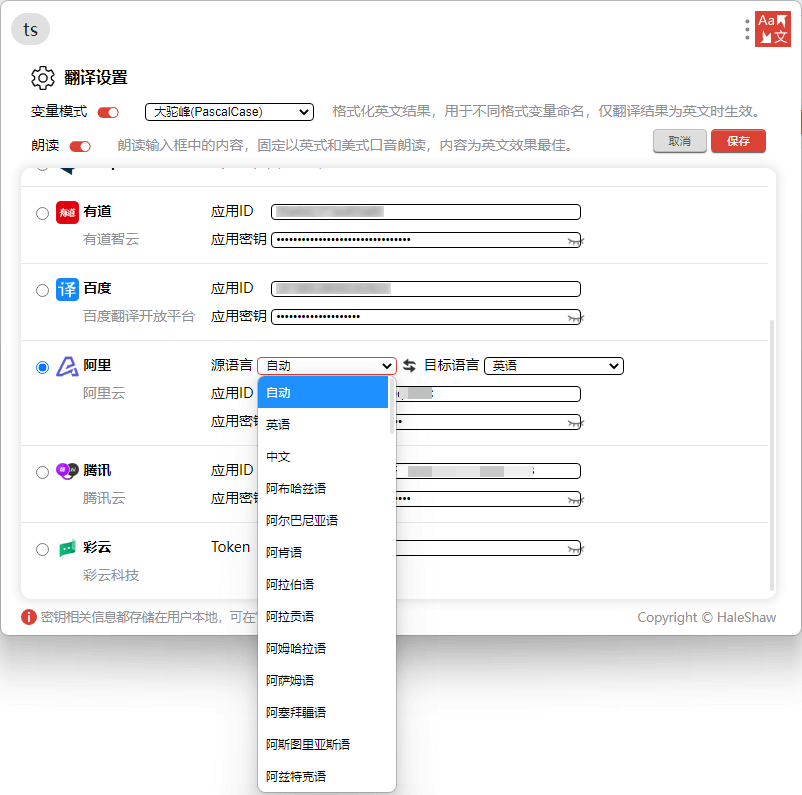 ts
Aa 文
翻译设置
变量模式 大驼峰(PascalCase) 格式化英文结果，用于不同格式变量命名，仅翻译结果为英文时生效。
朗读 朗读输入框中的内容，固定以英式和美式口音朗读，内容为英文效果最佳。 取消 保存
有道 有道 应用ID
有道智云 应用密钥
译 百度 应用ID
百度翻译开放平台 应用密钥
阿里 源语言 自动 目标语言 英语
阿里云 应用ID
应用密钥
自动
英语
中文
阿布哈兹语
阿尔巴尼亚语
阿肯语
阿拉伯语
阿拉贡语
阿姆哈拉语
阿萨姆语
阿塞拜疆语
阿斯图里亚斯语
阿兹特克语
腾讯 应用ID
腾讯云 应用密钥
彩云 Token
彩云科技
密钥相关信息都存储在用户本地，可在 Copyright © HaleShaw